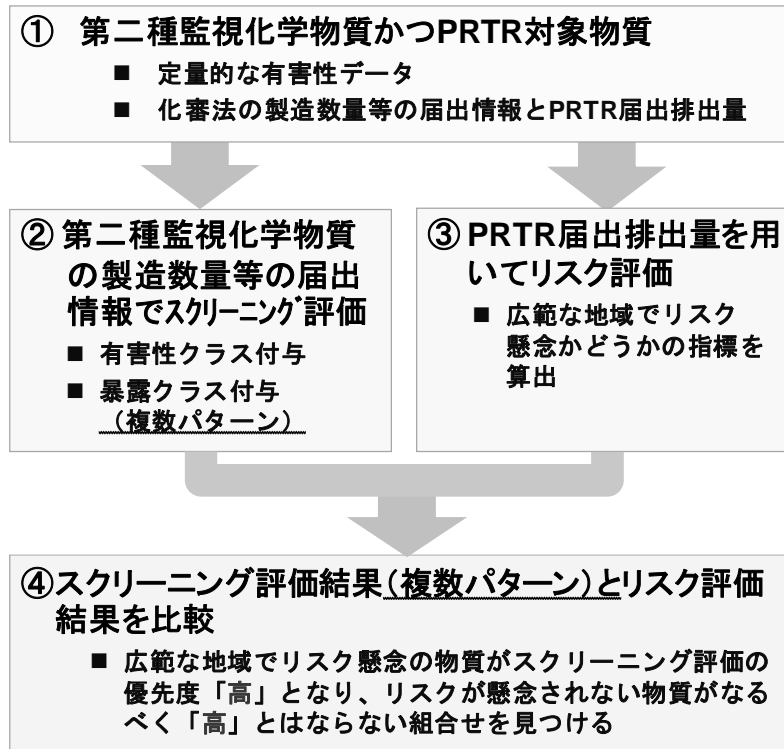 ① 第二種監視化学物質かつPRTR対象物質
■ 定量的な有害性データ
■ 化審法の製造数量等の届出情報とPRTR届出排出量
② 第二種監視化学物質
の製造数量等の届出
情報でスクリーニング評価
■ 有害性クラス付与
■ 暴露クラス付与
(複数パターン)
③ PRTR届出排出量を用
いてリスク評価
■ 広範な地域でリスク
懸念かどうかの指標を
算出
④スクリーニング評価結果(複数パターン)とリスク評価
結果を比較
■ 広範な地域でリスク懸念の物質がスクリーニング評価の
優先度「高」となり、リスクが懸念されない物質がなる
べく「高」とはならない組合せを見つける